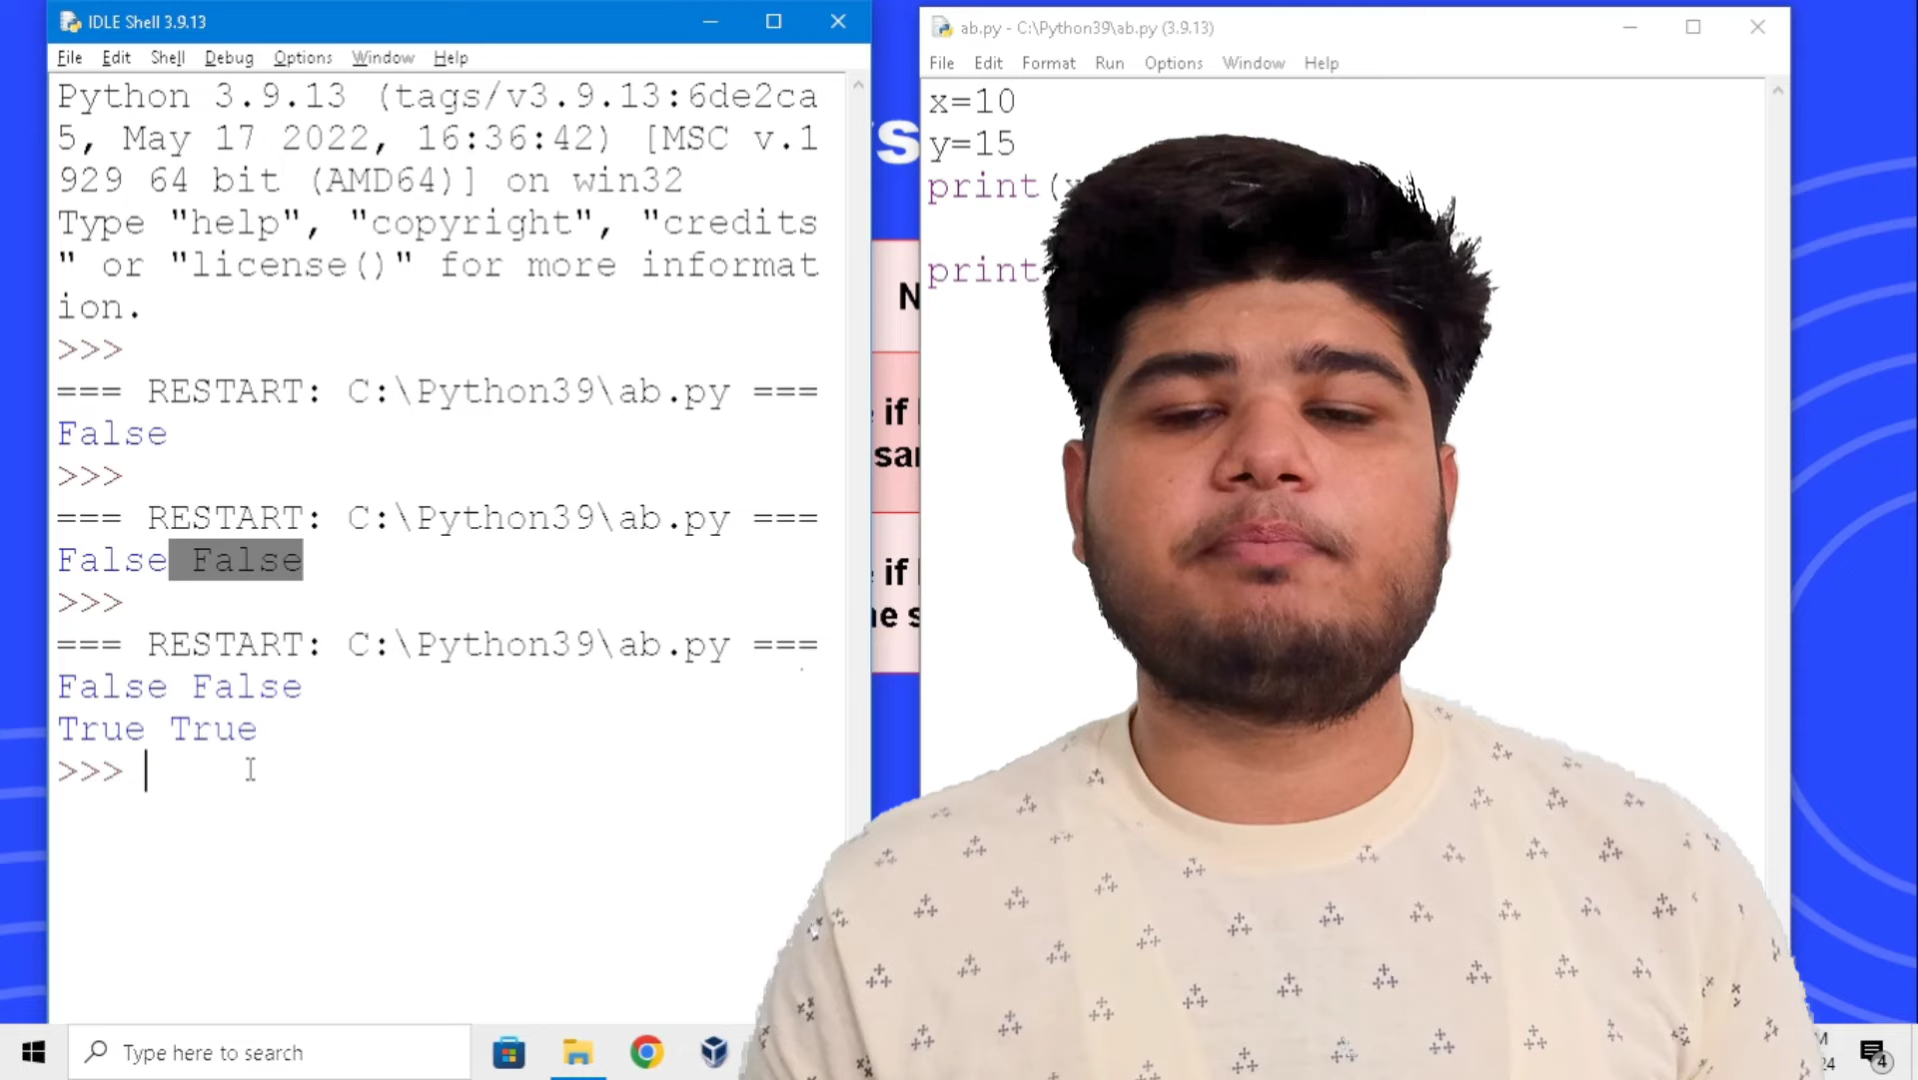 IDLE Shell 3.9.13
File Edit Shell Debug Options Window Help
Python 3.9.13 (tags/v3.9.13:6de2ca
5, May 17 2022, 16:36:42) [MSC v.1
929 64 bit (AMD64)] on win32
Type "help", "copyright", "credits
" or "license()" for more informat
ion.
>>>
=== RESTART: C:\Python39\ab.py ===
False
>>>
=== RESTART: C:\Python39\ab.py ===
False False
>>>
=== RESTART: C:\Python39\ab.py ===
False False
True True
>>>
ab.py - C:\Python39\ab.py (3.9.13)
File Edit Format Run Options Window Help
x=10
y=15
print(
print
if
if
Type here to search
4